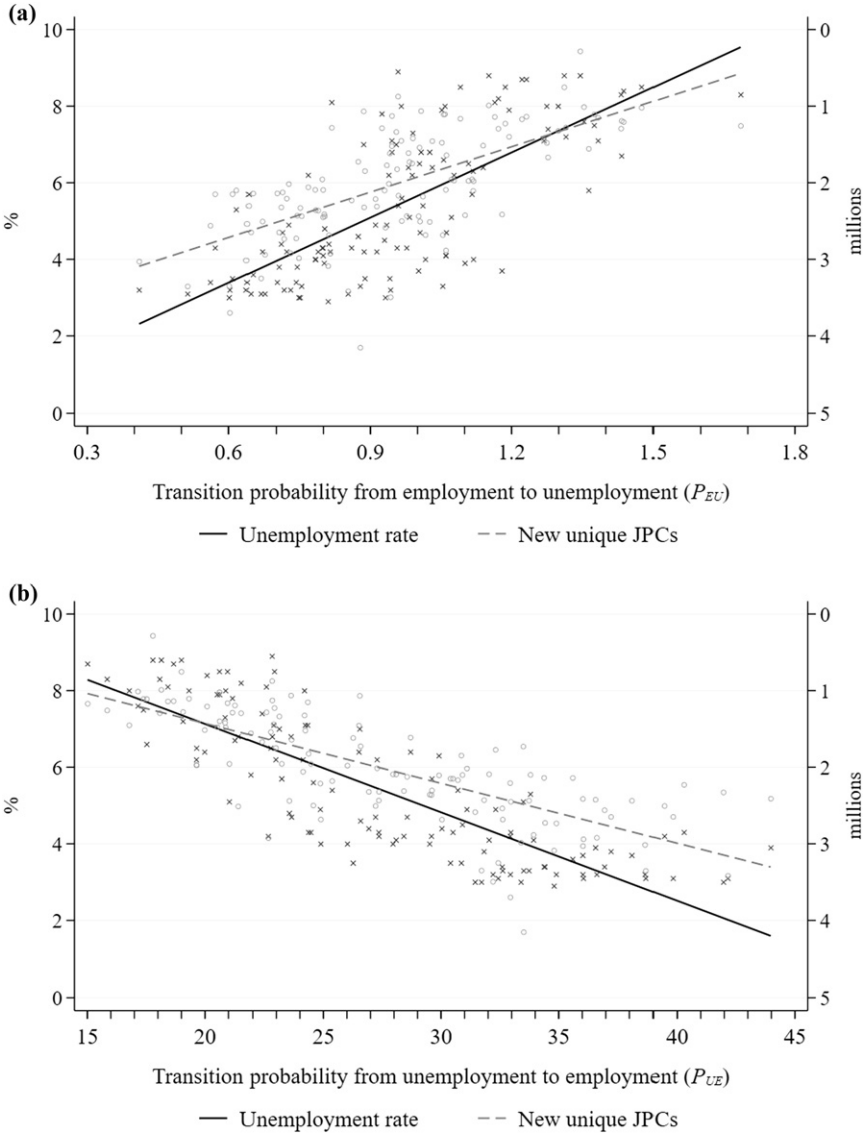 (a)
10
8
6
4
2
0
%
0
1
2
3
4
5
millions
0.3 0.6 0.9 1.2 1.5 1.8
Transition probability from employment to unemployment (P_EU)
Unemployment rate New unique JPCs
(b)
10
8
6
4
2
0
%
0
1
2
3
4
5
millions
15 20 25 30 35 40 45
Transition probability from unemployment to employment (P_UE)
Unemployment rate New unique JPCs